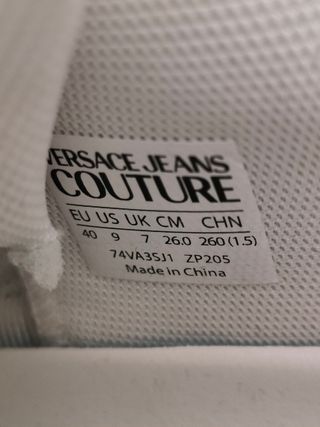 VERSACE JEANS
COUTURE
EU US UK CM CHN
40 9 7 26.0 260 (1.5)
74VA3SJ1 ZP205
Made in China